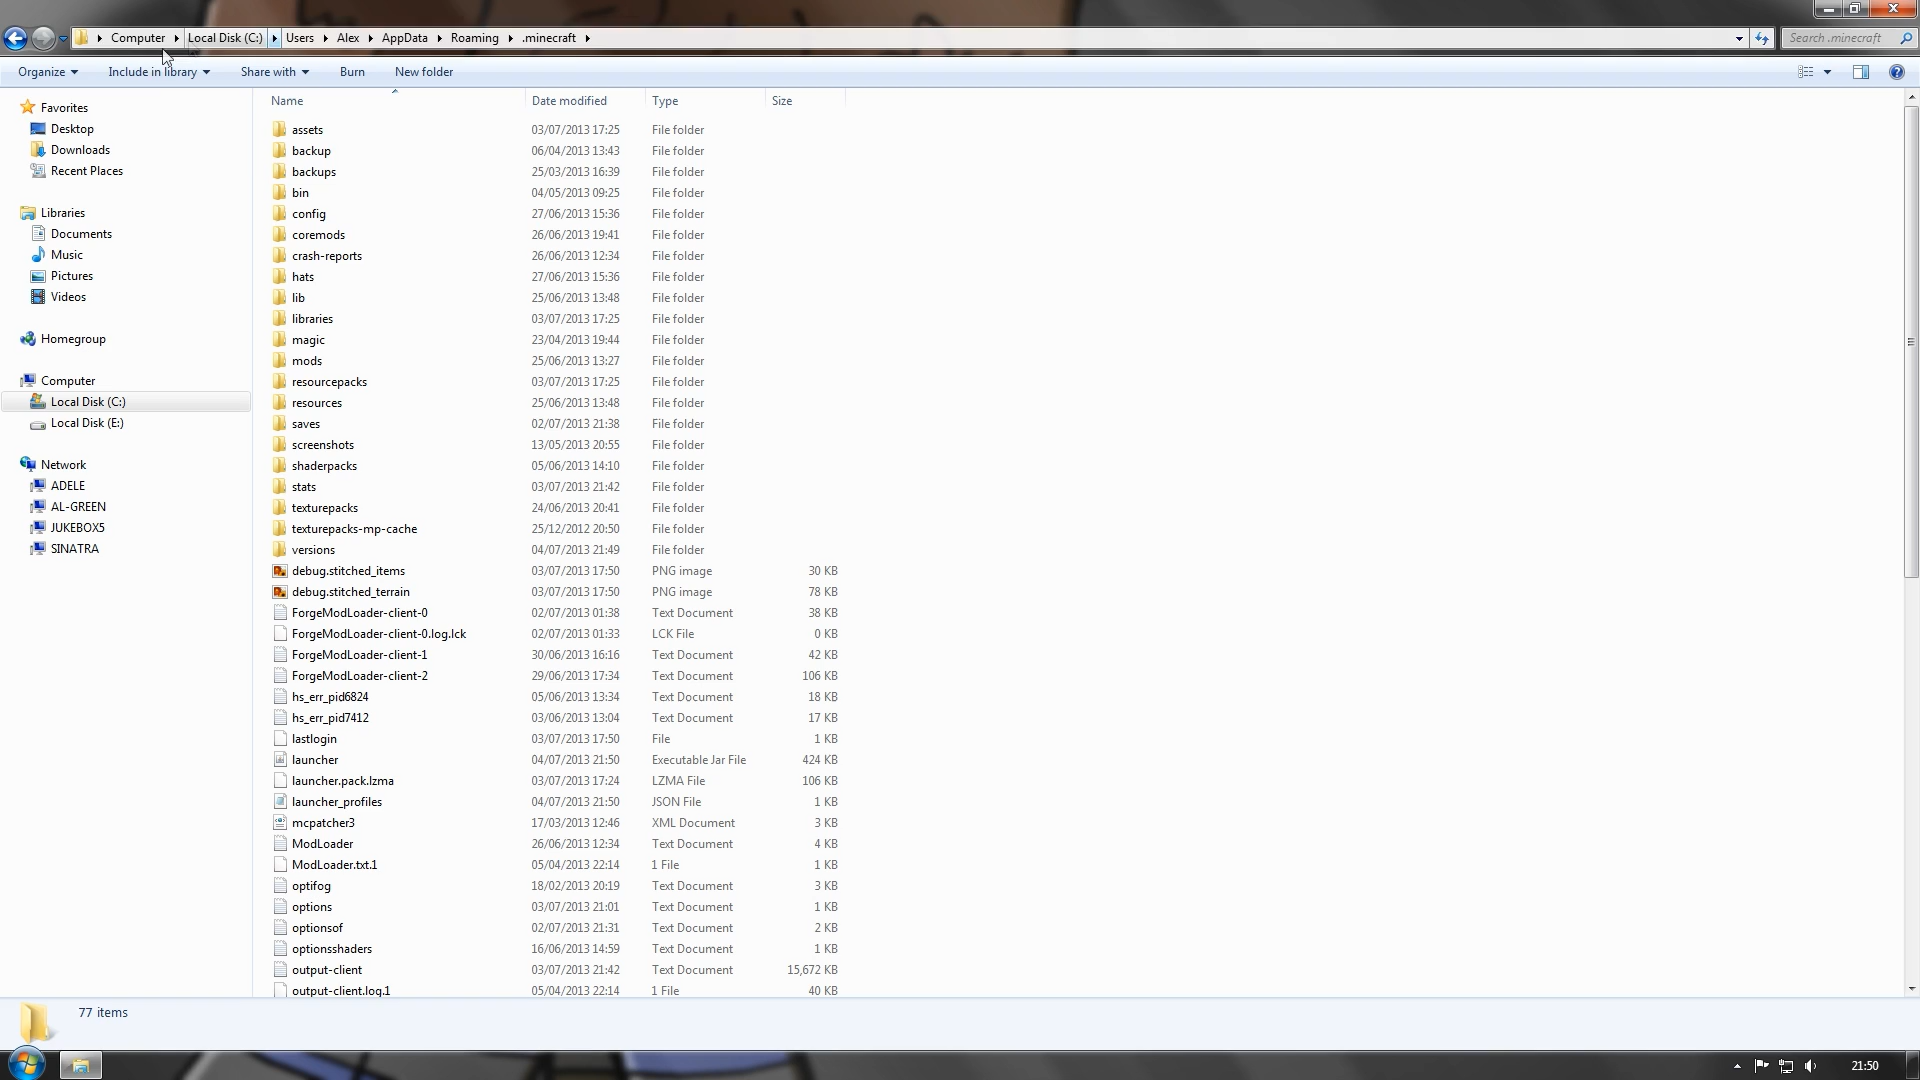 Computer Local Disk (C:) Users Alex AppData Roaming .minecraft Search .minecraft
Organize Include in library Share with Burn New folder
Favorites
Desktop
Downloads
Recent Places
Libraries
Documents
Music
Pictures
Videos
Homegroup
Computer
Local Disk (C:)
Local Disk (E:)
Network
ADELE
AL-GREEN
JUKEBOX5
SINATRA
Name Date modified Type Size
assets 03/07/2013 17:25 File folder
backup 06/04/2013 13:43 File folder
backups 25/03/2013 16:39 File folder
bin 04/05/2013 09:25 File folder
config 27/06/2013 15:36 File folder
coremods 26/06/2013 19:41 File folder
crash-reports 26/06/2013 12:34 File folder
hats 27/06/2013 15:36 File folder
lib 25/06/2013 13:48 File folder
libraries 03/07/2013 17:25 File folder
magic 23/04/2013 19:44 File folder
mods 25/06/2013 13:27 File folder
resourcepacks 03/07/2013 17:25 File folder
resources 25/06/2013 13:48 File folder
saves 02/07/2013 21:38 File folder
screenshots 13/05/2013 20:55 File folder
shaderpacks 05/06/2013 14:10 File folder
stats 03/07/2013 21:42 File folder
texturepacks 24/06/2013 20:41 File folder
texturepacks-mp-cache 25/12/2012 20:50 File folder
versions 04/07/2013 21:49 File folder
debug.stitched_items 03/07/2013 17:50 PNG image 30 KB
debug.stitched_terrain 03/07/2013 17:50 PNG image 78 KB
ForgeModLoader-client-0 02/07/2013 01:38 Text Document 38 KB
ForgeModLoader-client-0.log.lck 02/07/2013 01:33 LCK File 0 KB
ForgeModLoader-client-1 30/06/2013 16:16 Text Document 42 KB
ForgeModLoader-client-2 29/06/2013 17:34 Text Document 106 KB
hs_err_pid6824 05/06/2013 13:34 Text Document 18 KB
hs_err_pid7412 03/06/2013 13:04 Text Document 17 KB
lastlogin 03/07/2013 17:50 File 1 KB
launcher 04/07/2013 21:50 Executable Jar File 424 KB
launcher.pack.lzma 03/07/2013 17:24 LZMA File 106 KB
launcher_profiles 04/07/2013 21:50 JSON File 1 KB
mcpatcher3 17/03/2013 12:46 XML Document 3 KB
ModLoader 26/06/2013 12:34 Text Document 4 KB
ModLoader.txt.1 05/04/2013 22:14 1 File 1 KB
optifog 18/02/2013 20:19 Text Document 3 KB
options 03/07/2013 21:01 Text Document 1 KB
optionsof 02/07/2013 21:31 Text Document 2 KB
optionsshaders 16/06/2013 14:59 Text Document 1 KB
output-client 03/07/2013 21:42 Text Document 15,672 KB
output-client.log.1 05/04/2013 22:14 1 File 40 KB
77 items
21:50